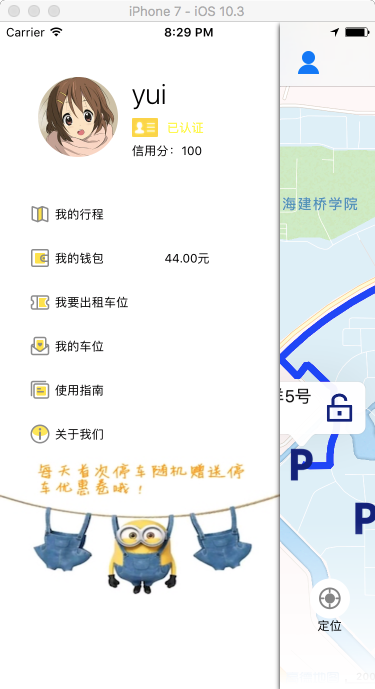 iPhone 7 - iOS 10.3
Carrier 8:29 PM
yui
已认证
信用分：100
海建桥学院
我的行程
我的钱包 44.00元
我要出租车位
我的车位
洋5号
使用指南
关于我们
P
每天首次停车随机赠送停
车优惠卷哦！
P
定位